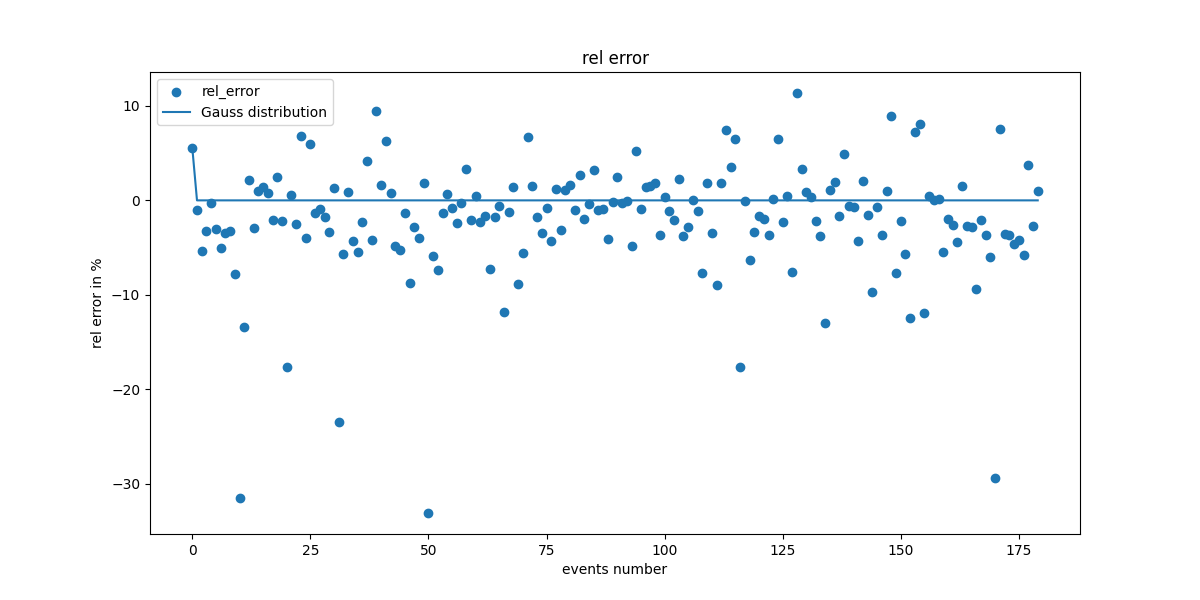 rel error
rel_error
Gauss distribution
10
0
−10
−20
−30
rel error in %
0 25 50 75 100 125 150 175
events number